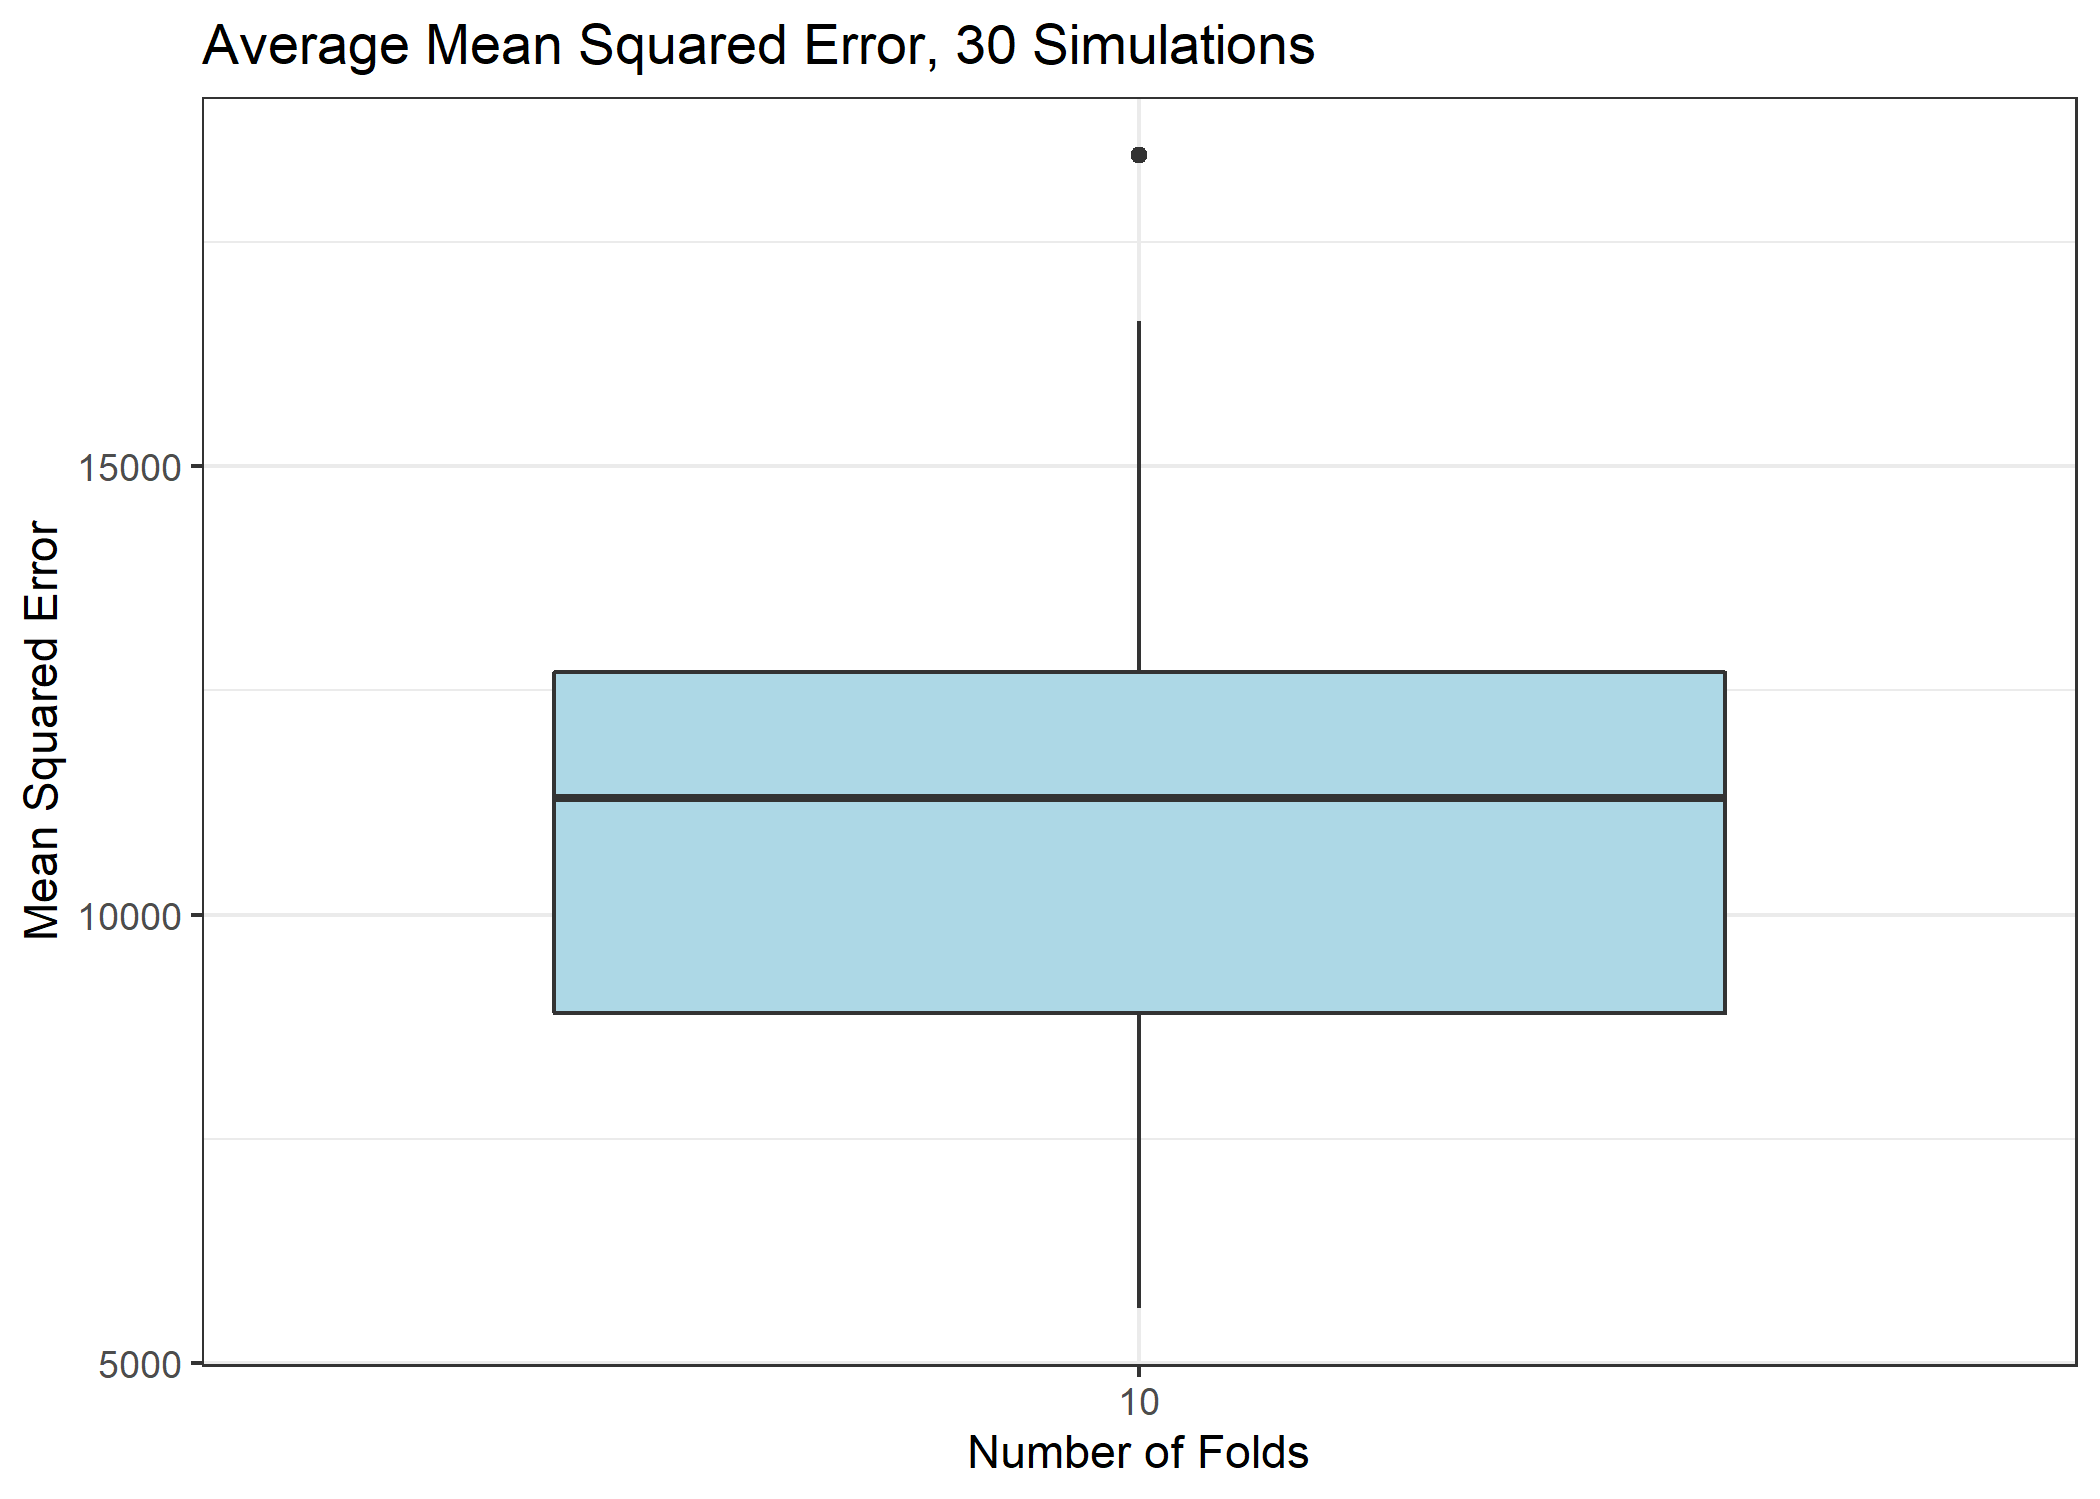 Average Mean Squared Error, 30 Simulations
Mean Squared Error
15000
10000
5000
10
Number of Folds